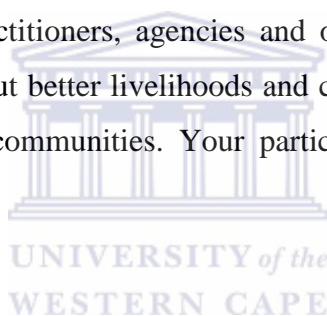 ctitioners, agencies and o
ut better livelihoods and c
communities. Your partic
UNIVERSITY of the
WESTERN CAPE